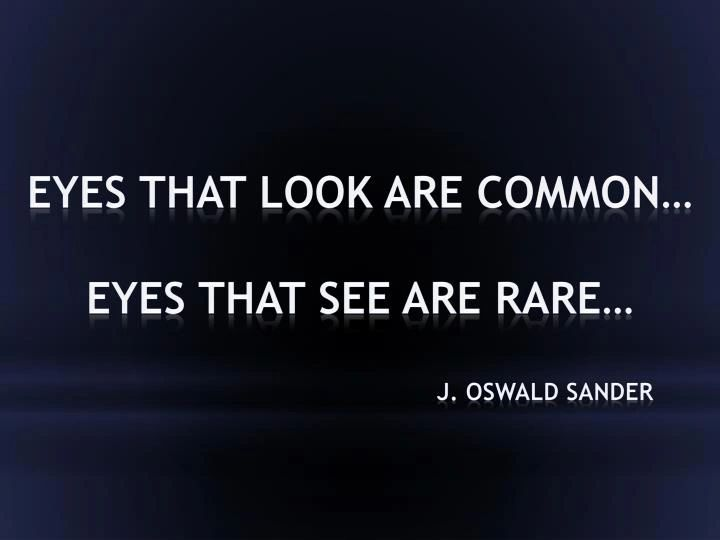 EYES THAT LOOK ARE COMMON…
EYES THAT SEE ARE RARE…
J. OSWALD SANDER